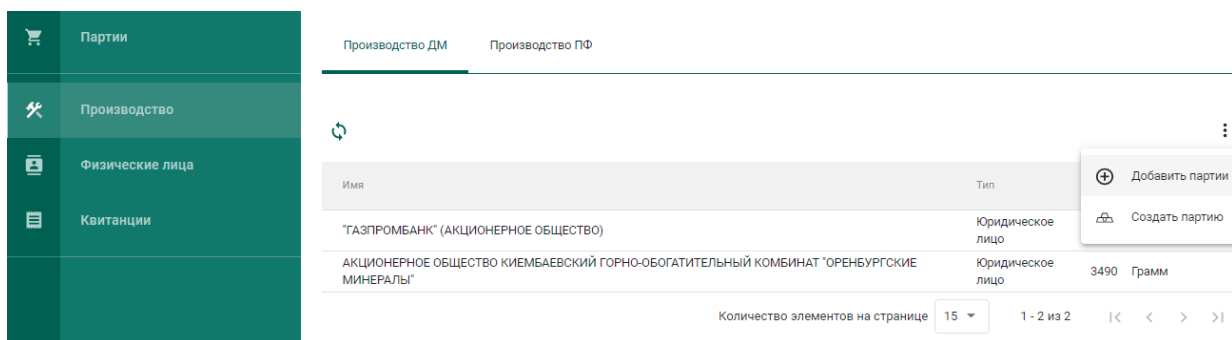 Партии
Производство
Физические лица
Квитанции
Производство ДМ Производство ПФ
Имя Тип
Добавить партии
Создать партию
"ГАЗПРОМБАНК" (АКЦИОНЕРНОЕ ОБЩЕСТВО) Юридическое
лицо
АКЦИОНЕРНОЕ ОБЩЕСТВО КИЕМБАЕВСКИЙ ГОРНО-ОБОГАТИТЕЛЬНЫЙ КОМБИНАТ "ОРЕНБУРГСКИЕ Юридическое
МИНЕРАЛЫ" лицо 3490 Грамм
Количество элементов на странице 15 1 - 2 из 2